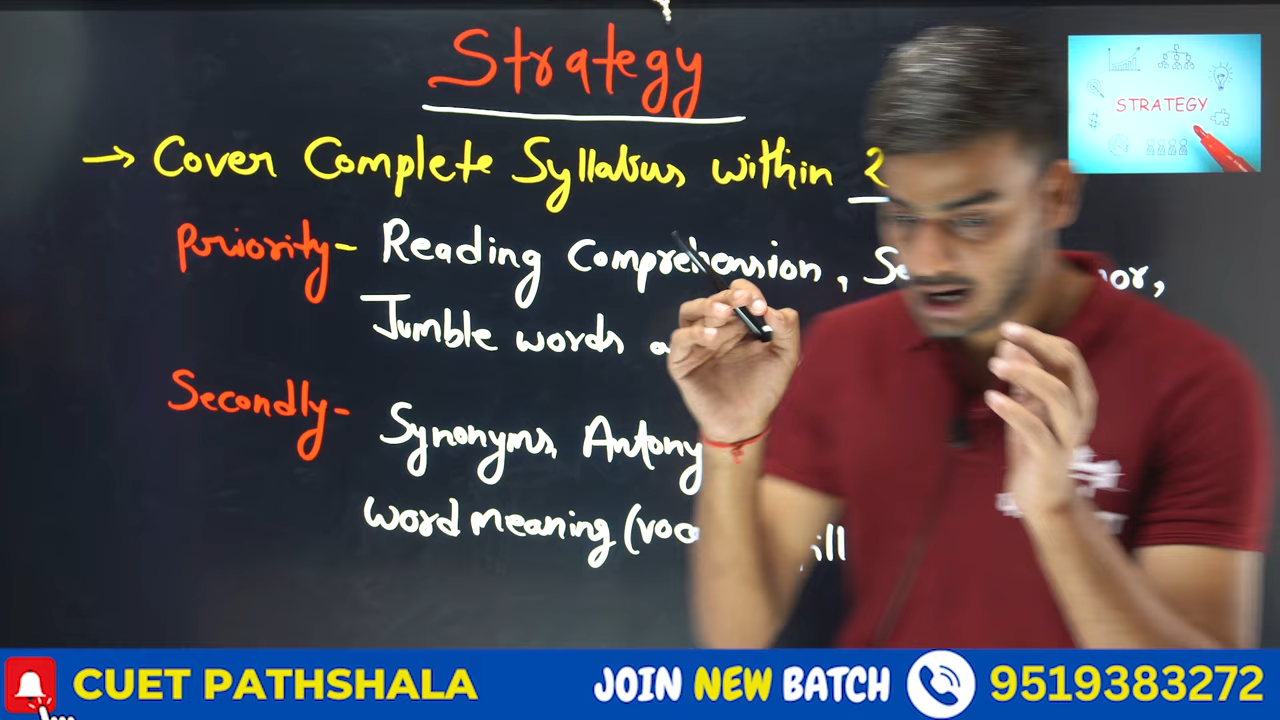 Strategy
STRATEGY
→ Cover Complete Syllabus within 2
Priority - Reading Comprehension,
Jumble words
Secondly - Synonyms,
word meaning
CUET PATHSHALA
JOIN NEW BATCH 9519383272